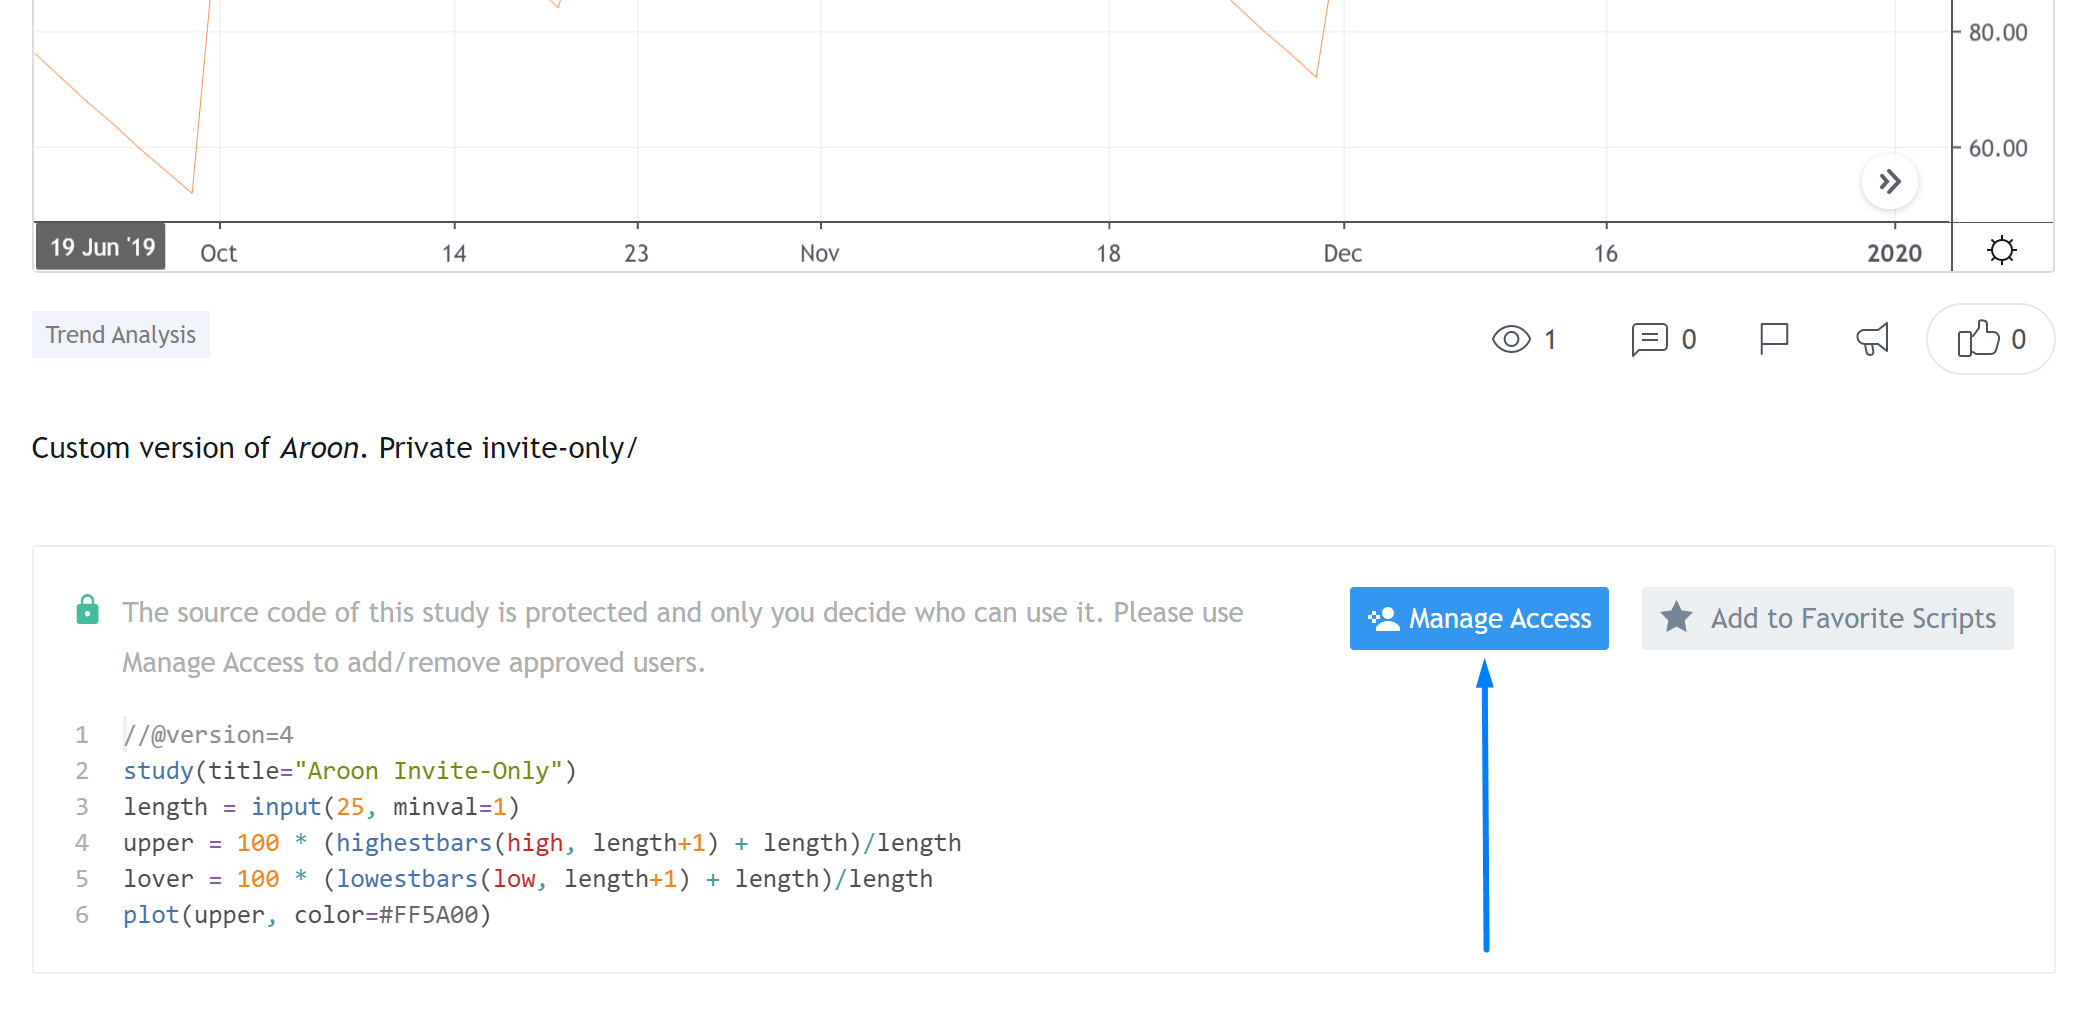 80.00
60.00
19 Jun '19 Oct 14 23 Nov 18 Dec 16 2020
Trend Analysis 1 0 0
Custom version of Aroon. Private invite-only/
The source code of this study is protected and only you decide who can use it. Please use
Manage Access to add/remove approved users.
Manage Access Add to Favorite Scripts
1 //@version=4
2 study(title="Aroon Invite-Only")
3 length = input(25, minval=1)
4 upper = 100 * (highestbars(high, length+1) + length)/length
5 lover = 100 * (lowestbars(low, length+1) + length)/length
6 plot(upper, color=#FF5A00)